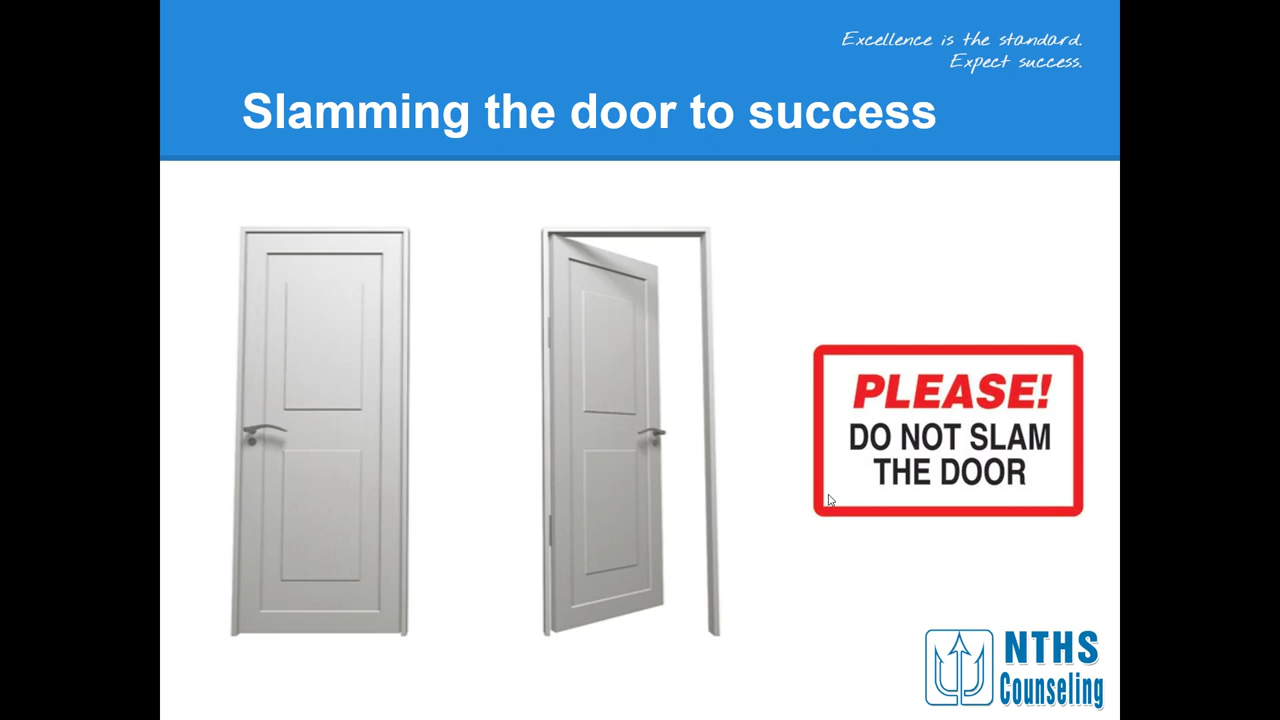 Excellence is the standard.
Expect success.
Slamming the door to success
PLEASE!
DO NOT SLAM
THE DOOR
NTHS
Counseling